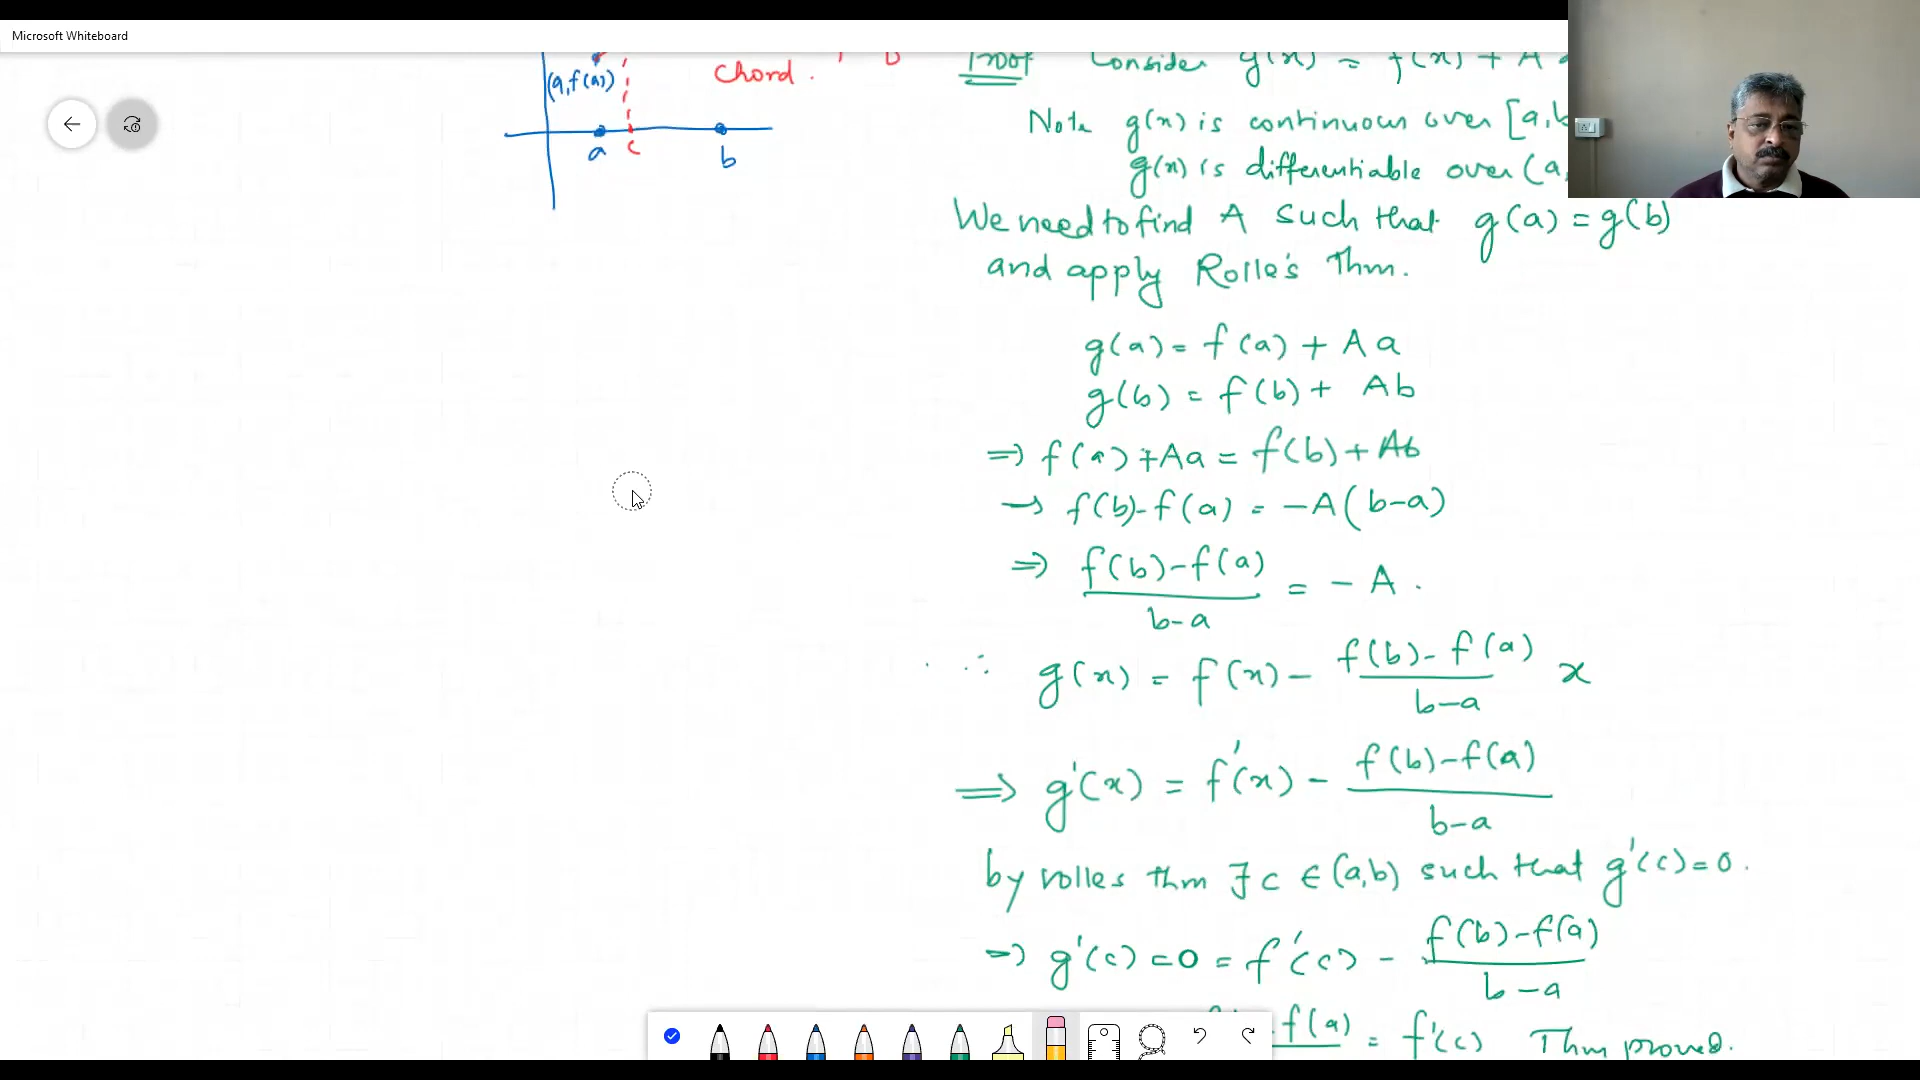 Microsoft Whiteboard
(a,f(a))
Chord.
a c b
Proof Consider g(x) = f(x) + A
Note g(x) is continuous over [a,b
g(x) is differentiable over (a,
We need to find A such that g(a) = g(b)
and apply Rolle's Thm.
g(a) = f(a) + A a
g(b) = f(b) + Ab
⇒ f(a) + Aa = f(b) + Ab
→ f(b)-f(a) = -A(b-a)
⇒ f(b)-f(a) / b-a = - A.
∴ g(x) = f(x) - f(b)-f(a) / b-a x
⟹ g'(x) = f'(x) - f(b)-f(a) / b-a
by rolles thm ∃ c ∈ (a,b) such that g'(c)=0.
⇒ g'(c) = 0 = f'(c) - f(b)-f(a) / b-a
-f(a) = f'(c) Thm proved.